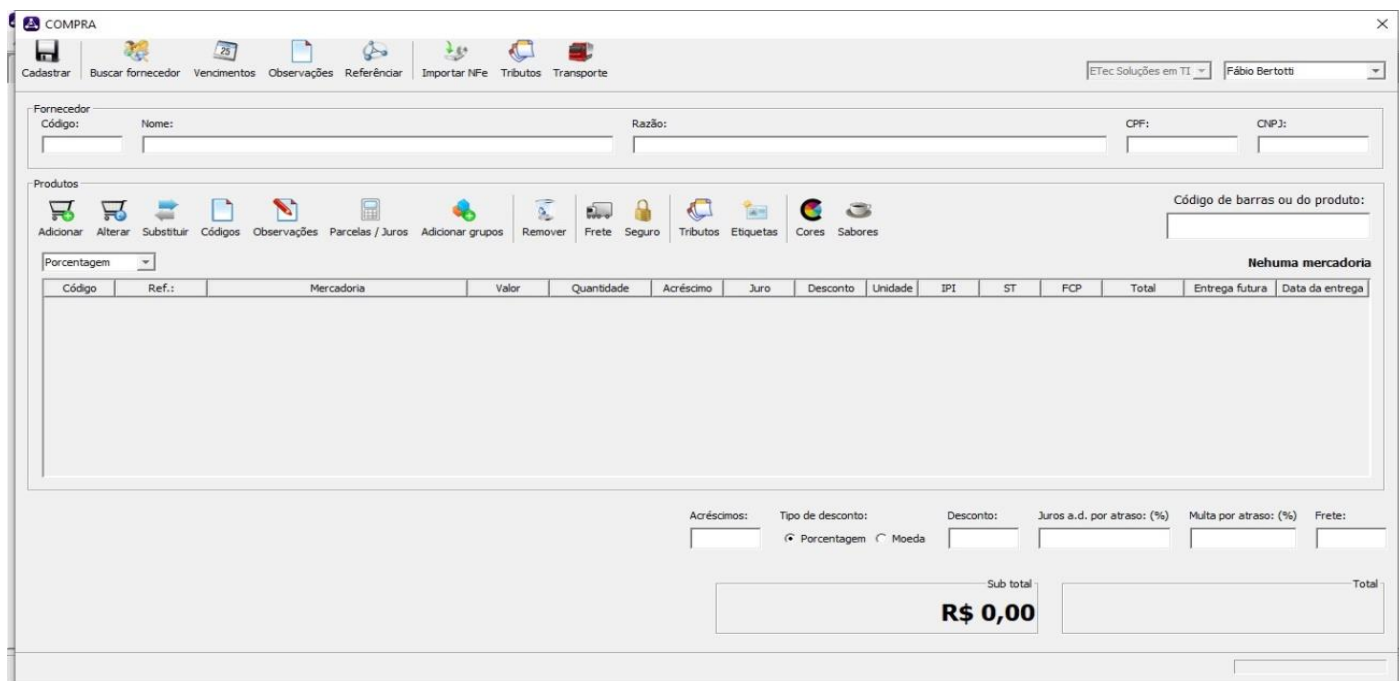 COMPRA
Cadastrar Buscar fornecedor Vencimentos Observações Referênciar Importar NFe Tributos Transporte ETec Soluções em TI Fábio Bertotti
Fornecedor
Código: Nome: Razão: CPF: CNPJ:
Produtos
Código de barras ou do produto:
Adicionar Alterar Substituir Códigos Observações Parcelas / Juros Adicionar grupos Remover Frete Seguro Tributos Etiquetas Cores Sabores
Porcentagem Nehuma mercadoria
Código Ref.: Mercadoria Valor Quantidade Acréscimo Juro Desconto Unidade IPI ST FCP Total Entrega futura Data da entrega
Acréscimos: Tipo de desconto: Desconto: Juros a.d. por atraso: (%) Multa por atraso: (%) Frete:
Porcentagem Moeda
Sub total Total
R$ 0,00